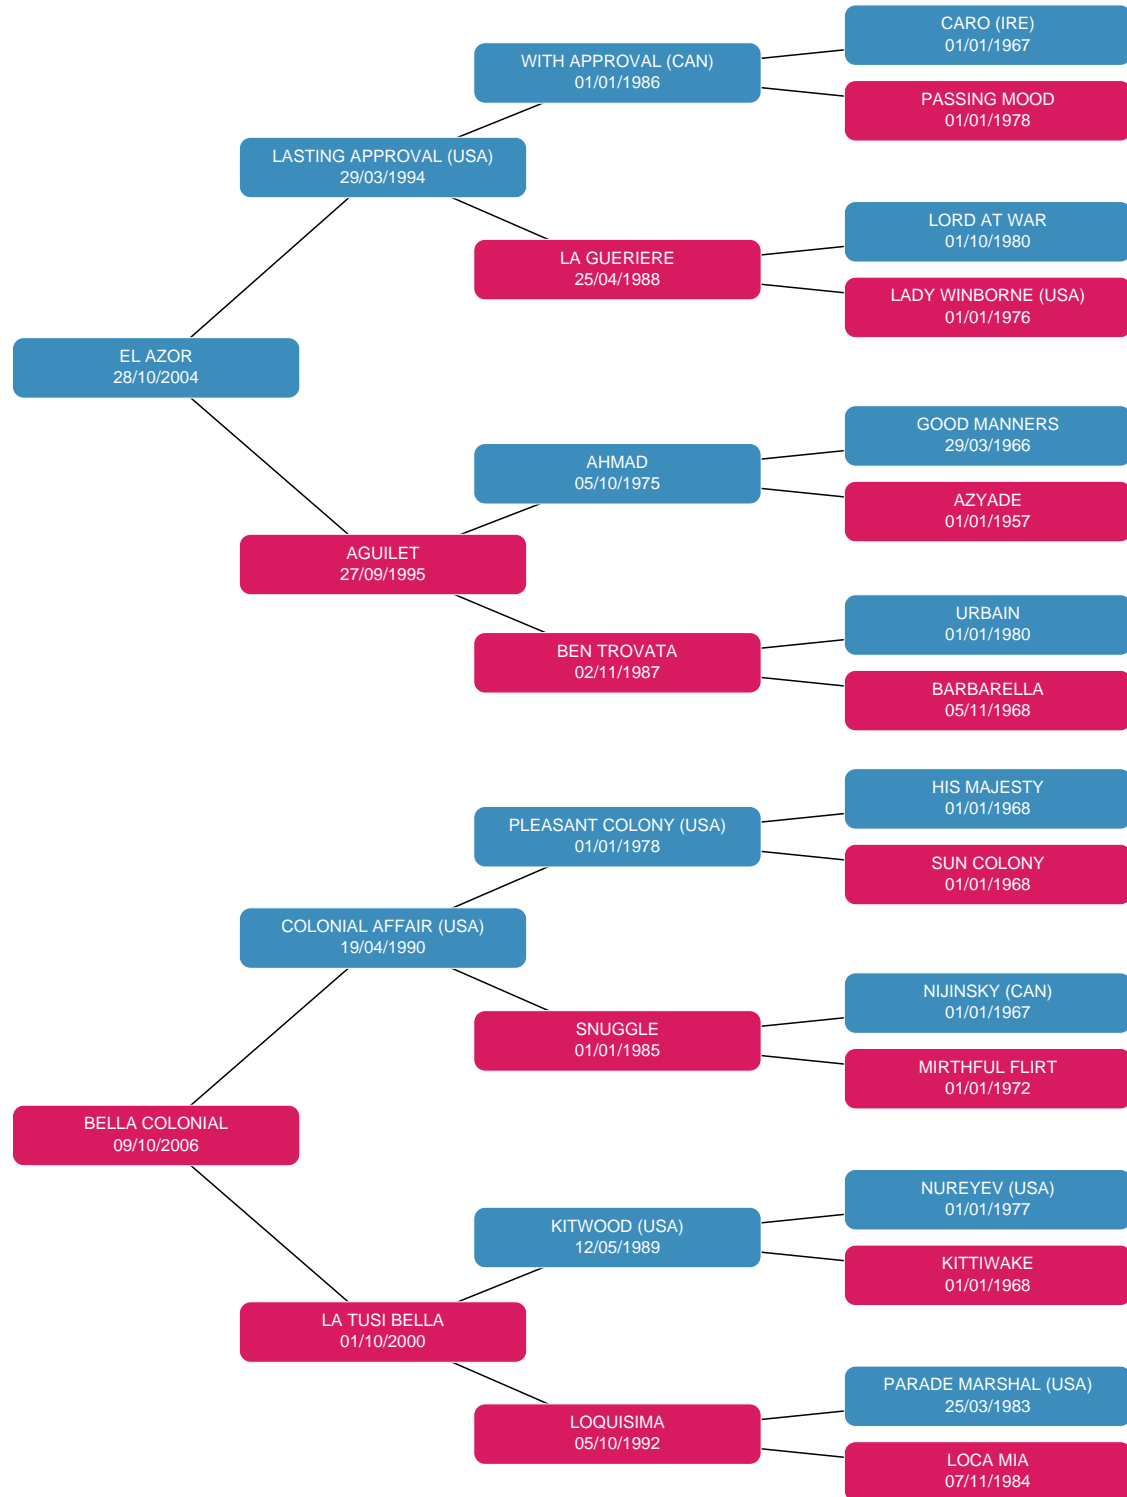 CARO (IRE)
01/01/1967
WITH APPROVAL (CAN)
01/01/1986
PASSING MOOD
01/01/1978
LASTING APPROVAL (USA)
29/03/1994
LORD AT WAR
01/10/1980
LA GUERIERE
25/04/1988
LADY WINBORNE (USA)
01/01/1976
EL AZOR
28/10/2004
GOOD MANNERS
29/03/1966
AHMAD
05/10/1975
AZYADE
01/01/1957
AGUILET
27/09/1995
URBAIN
01/01/1980
BEN TROVATA
02/11/1987
BARBARELLA
05/11/1968
HIS MAJESTY
01/01/1968
PLEASANT COLONY (USA)
01/01/1978
SUN COLONY
01/01/1968
COLONIAL AFFAIR (USA)
19/04/1990
NIJINSKY (CAN)
01/01/1967
SNUGGLE
01/01/1985
MIRTHFUL FLIRT
01/01/1972
BELLA COLONIAL
09/10/2006
NUREYEV (USA)
01/01/1977
KITWOOD (USA)
12/05/1989
KITTIWAKE
01/01/1968
LA TUSI BELLA
01/10/2000
PARADE MARSHAL (USA)
25/03/1983
LOQUISIMA
05/10/1992
LOCA MIA
07/11/1984